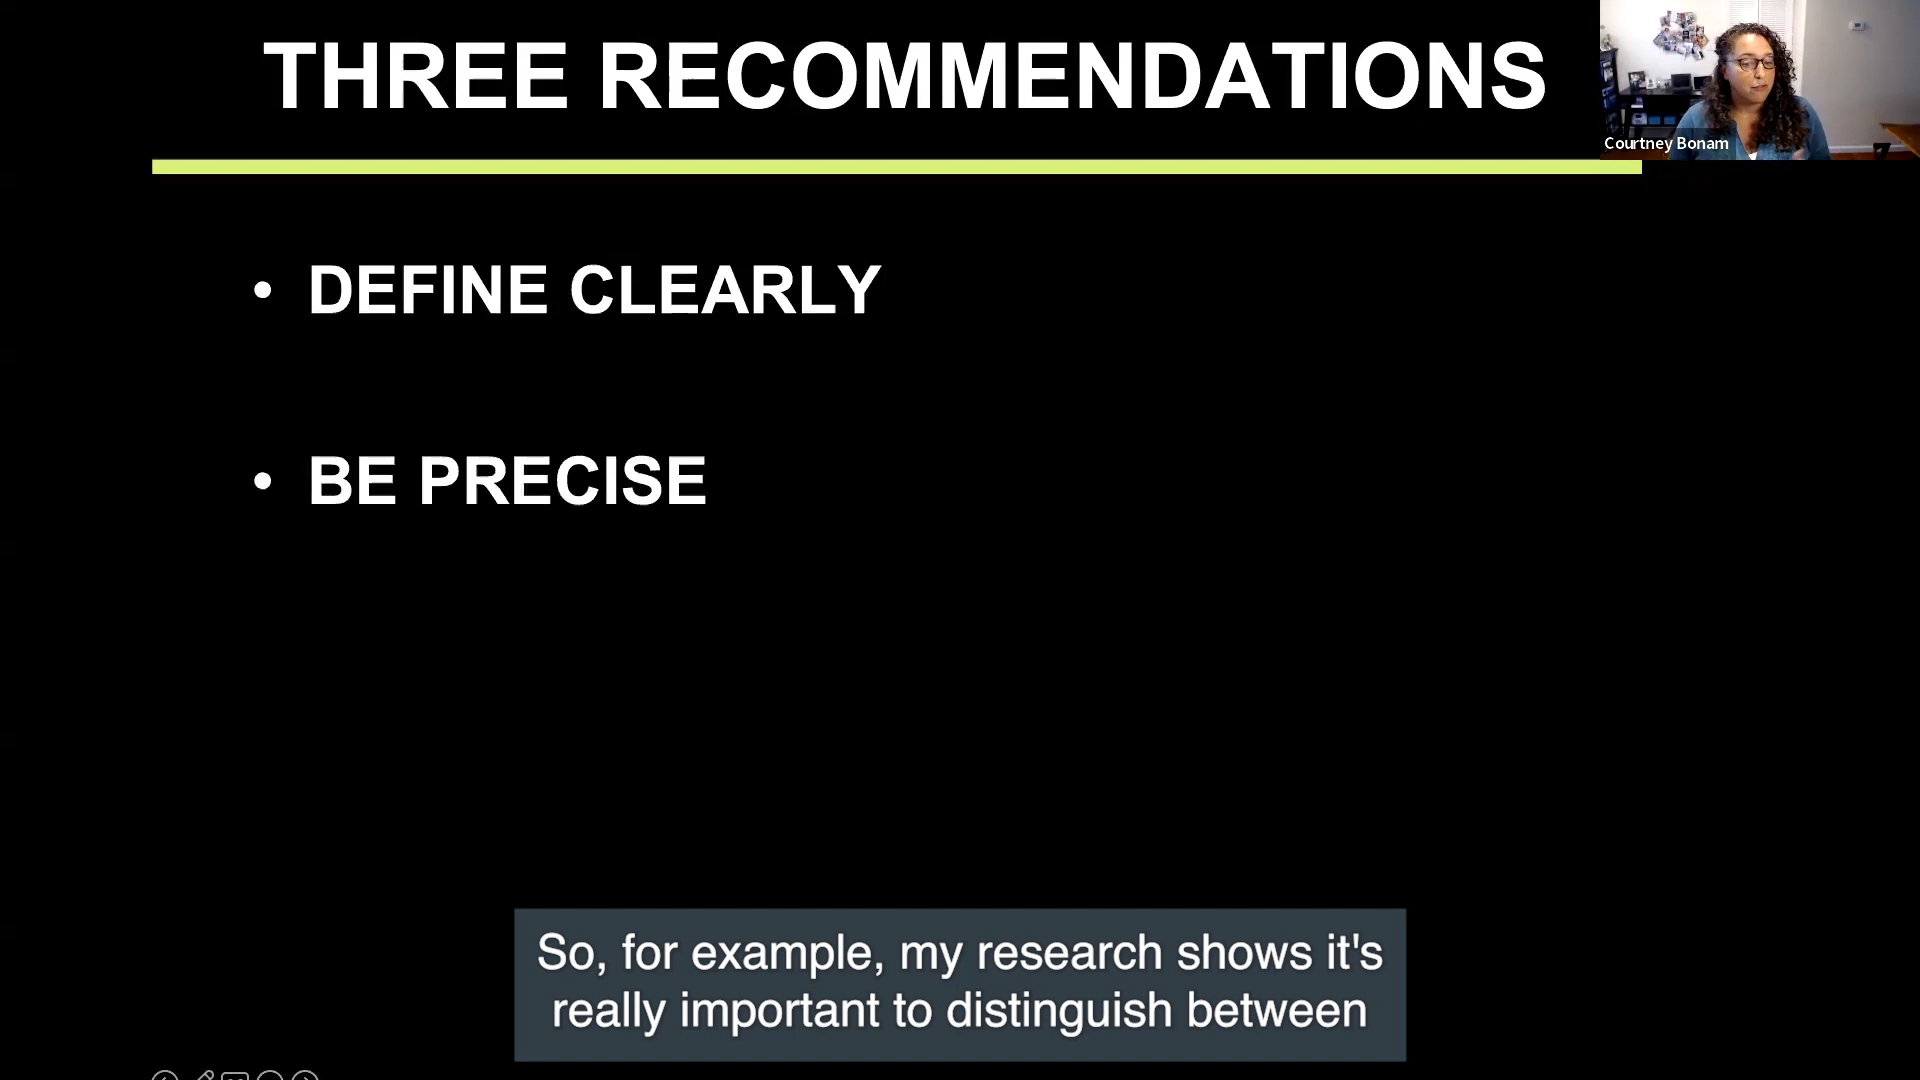 THREE RECOMMENDATIONS
Courtney Bonam
• DEFINE CLEARLY
• BE PRECISE
So, for example, my research shows it's
really important to distinguish between